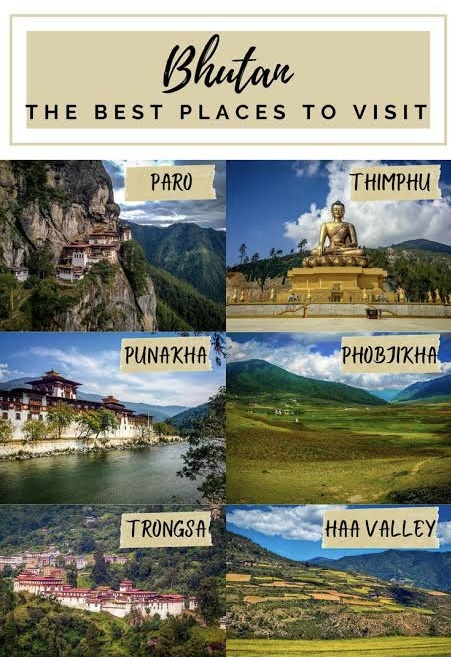 Bhutan
THE BEST PLACES TO VISIT
PARO
THIMPHU
PUNAKHA
PHOBJIKHA
TRONGSA
HAA VALLEY